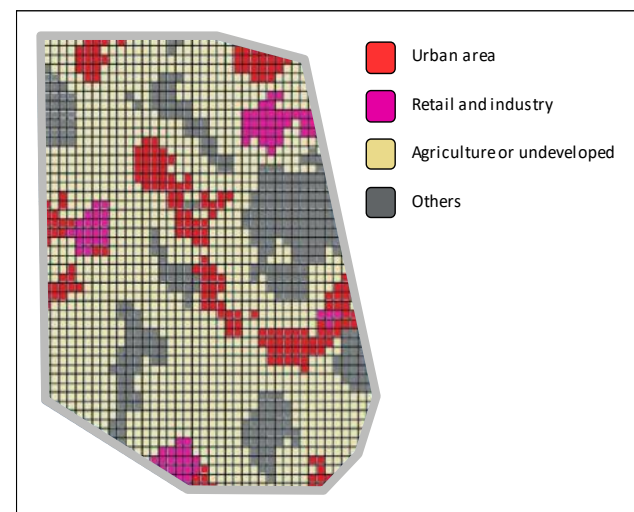 Urban area
Retail and industry
Agriculture or undeveloped
Others